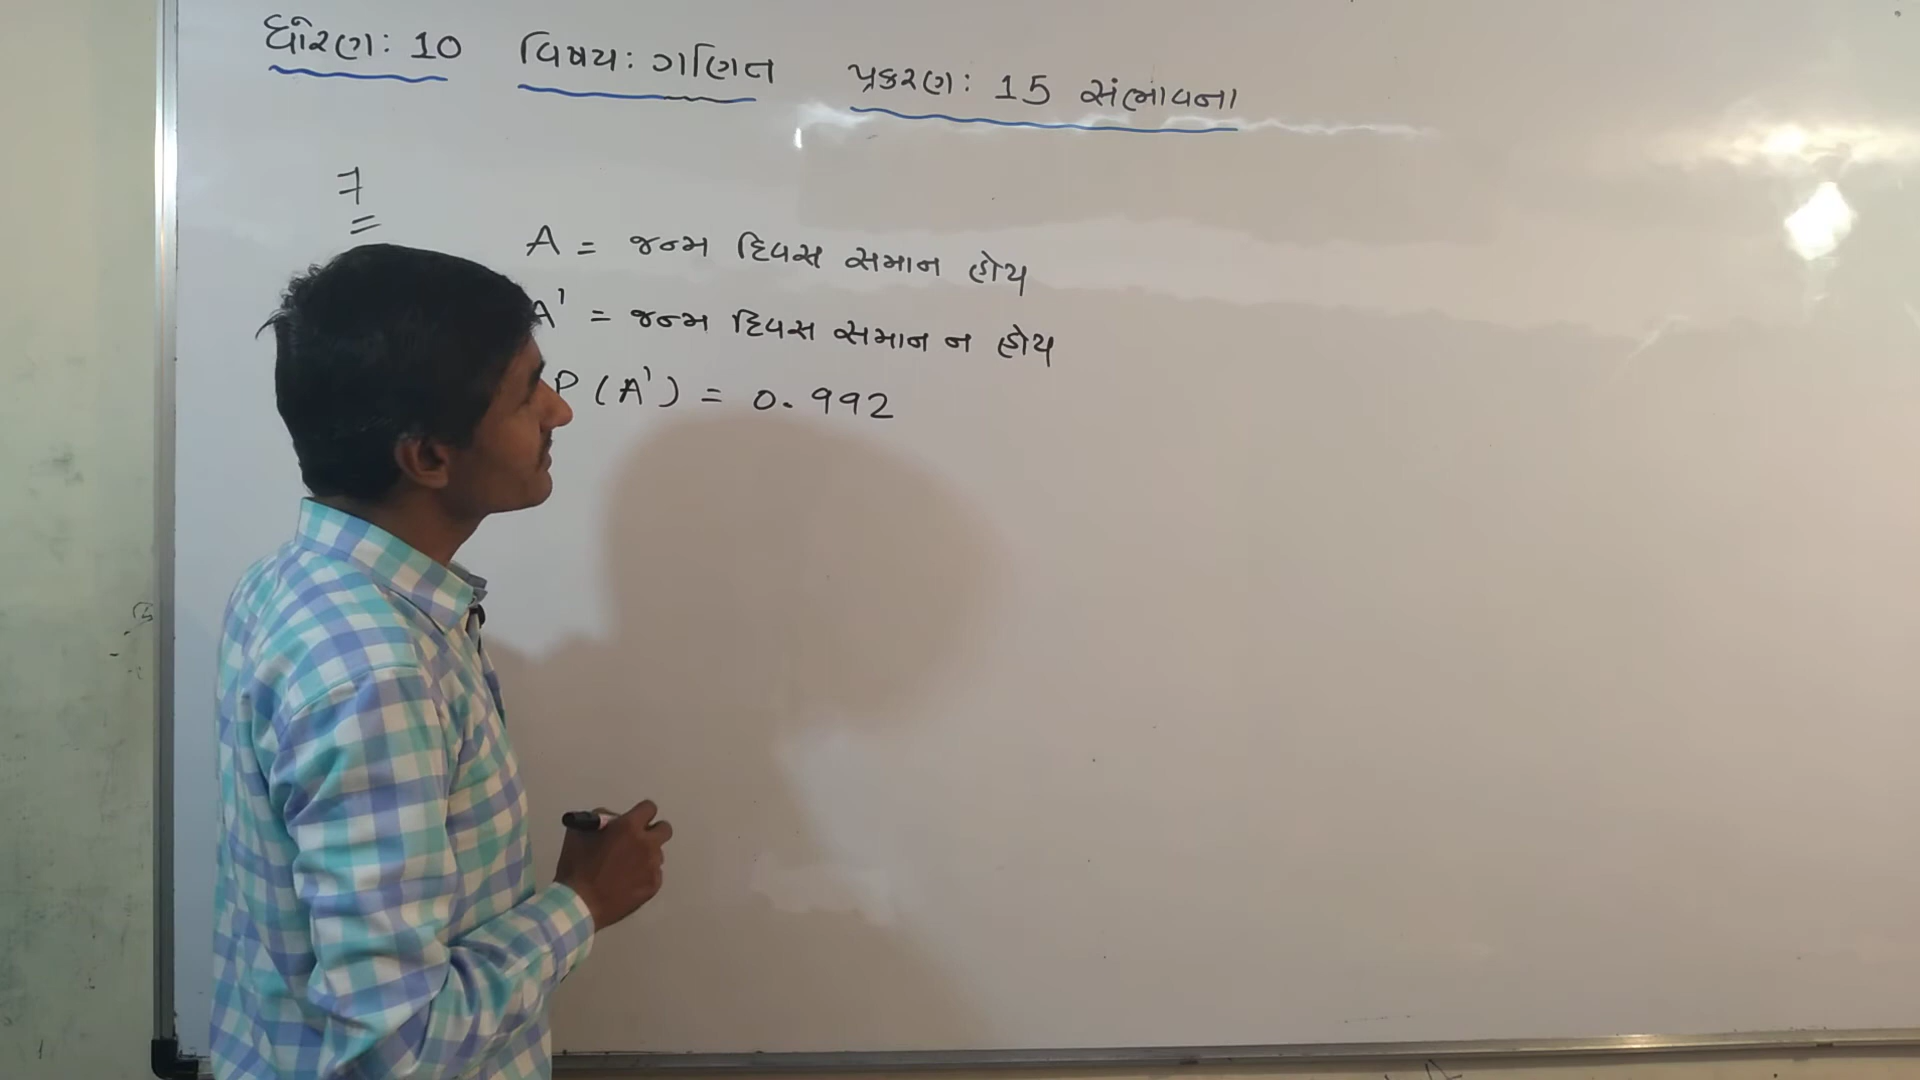 ધોરણ: 10 વિષય: ગણિત પ્રકરણ: 15 સંભાવના
7
A = જન્મ દિવસ સમાન હોય
A' = જન્મ દિવસ સમાન ન હોય
P (A') = 0.992